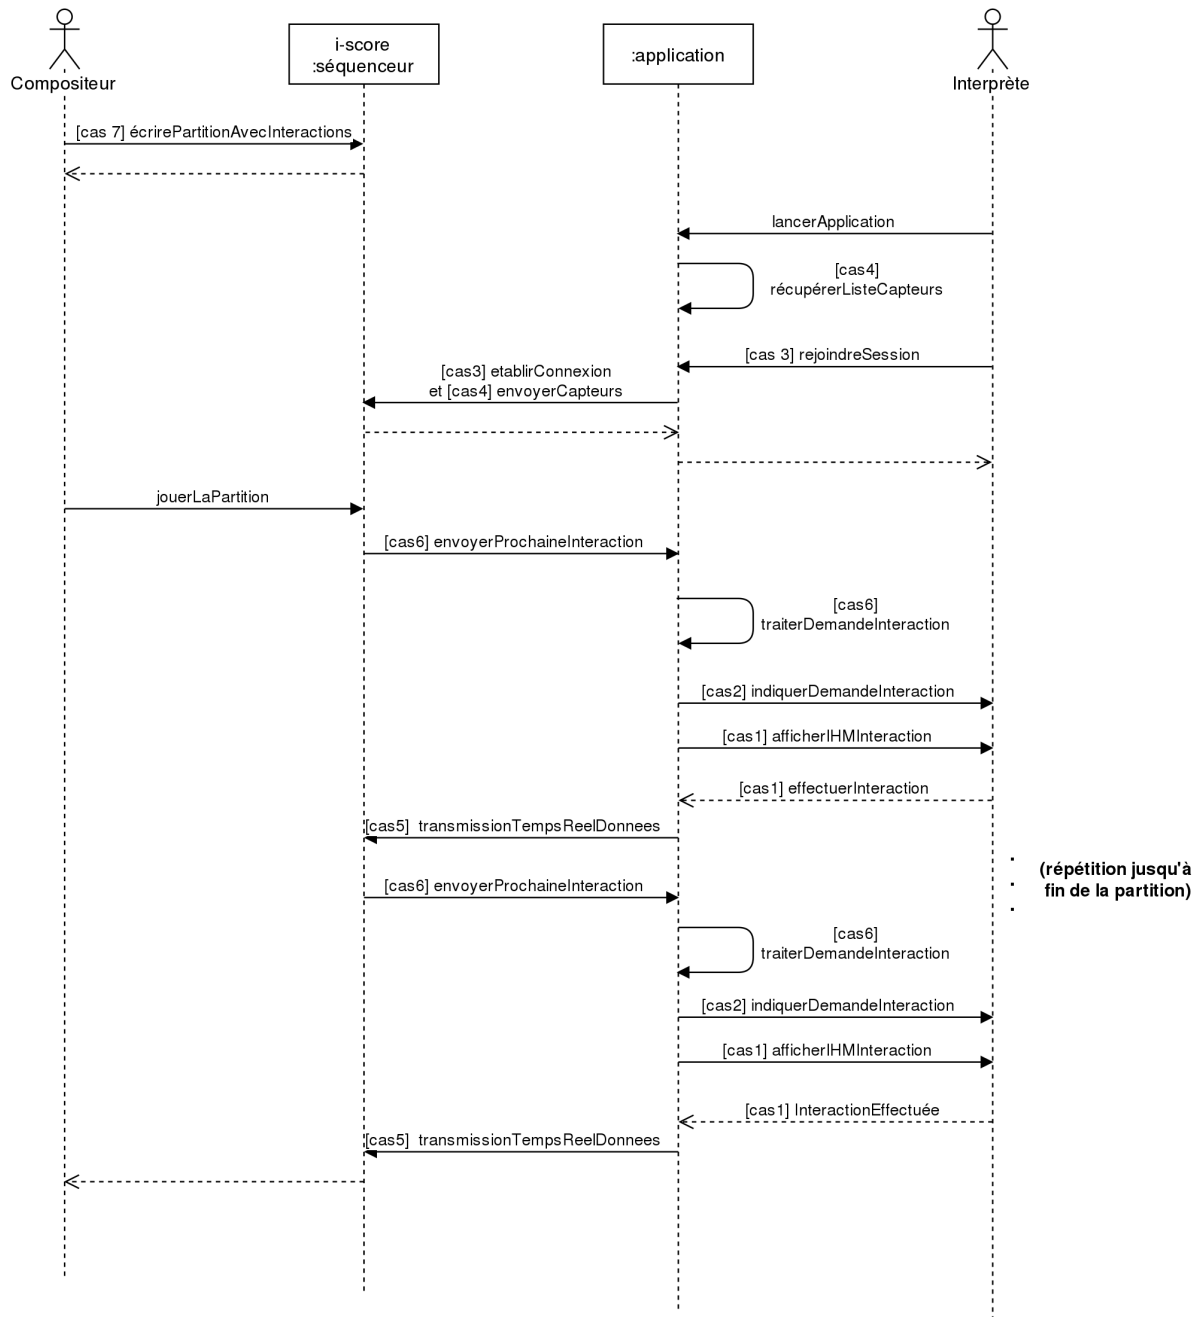 i-score
:séquenceur
:application
Compositeur
Interprète
[cas 7] écrirePartitionAvecInteractions
lancerApplication
[cas4]
récupérerListeCapteurs
[cas 3] rejoindreSession
[cas3] etablirConnexion
et [cas4] envoyerCapteurs
jouerLaPartition
[cas6] envoyerProchaineInteraction
[cas6]
traiterDemandeInteraction
[cas2] indiquerDemandeInteraction
[cas1] afficherIHMInteraction
[cas1] effectuerInteraction
[cas5] transmissionTempsReelDonnees
.
.
.
(répétition jusqu'à
fin de la partition)
[cas6] envoyerProchaineInteraction
[cas6]
traiterDemandeInteraction
[cas2] indiquerDemandeInteraction
[cas1] afficherIHMInteraction
[cas1] InteractionEffectuée
[cas5] transmissionTempsReelDonnees